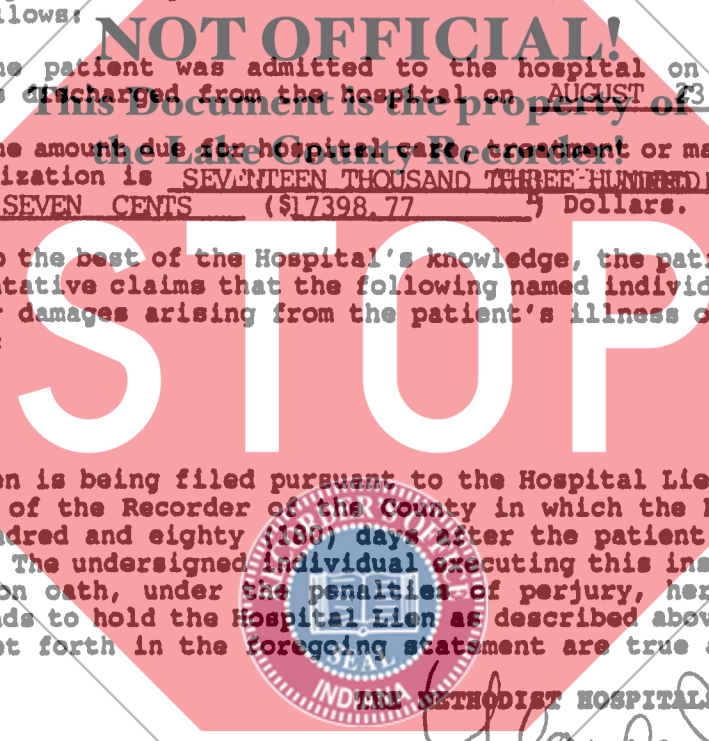 llows:
NOT OFFICIAL!
he patient was admitted to the hospital on
s discharged from the hospital on AUGUST 23
This Document is the property of
he amount due for hospital care, treatment or ma
the Lake County Recorder!
ization is SEVENTEEN THOUSAND THREE HUNDRED
SEVEN CENTS ($17398.77 ) Dollars.
o the best of the Hospital's knowledge, the pati
ntative claims that the following named individ
r damages arising from the patient's illness o
STOP
en is being filed pursuant to the Hospital Lie
of the Recorder of the County in which the H
dred and eighty (180) days after the patient
The undersigned individual executing this ins
on oath, under the penalties of perjury, her
nds to hold the Hospital Lien as described abov
et forth in the foregoing statement are true a
RECORDER'S OFFICE
SEAL
INDIANA
THE METHODIST HOSPITALS